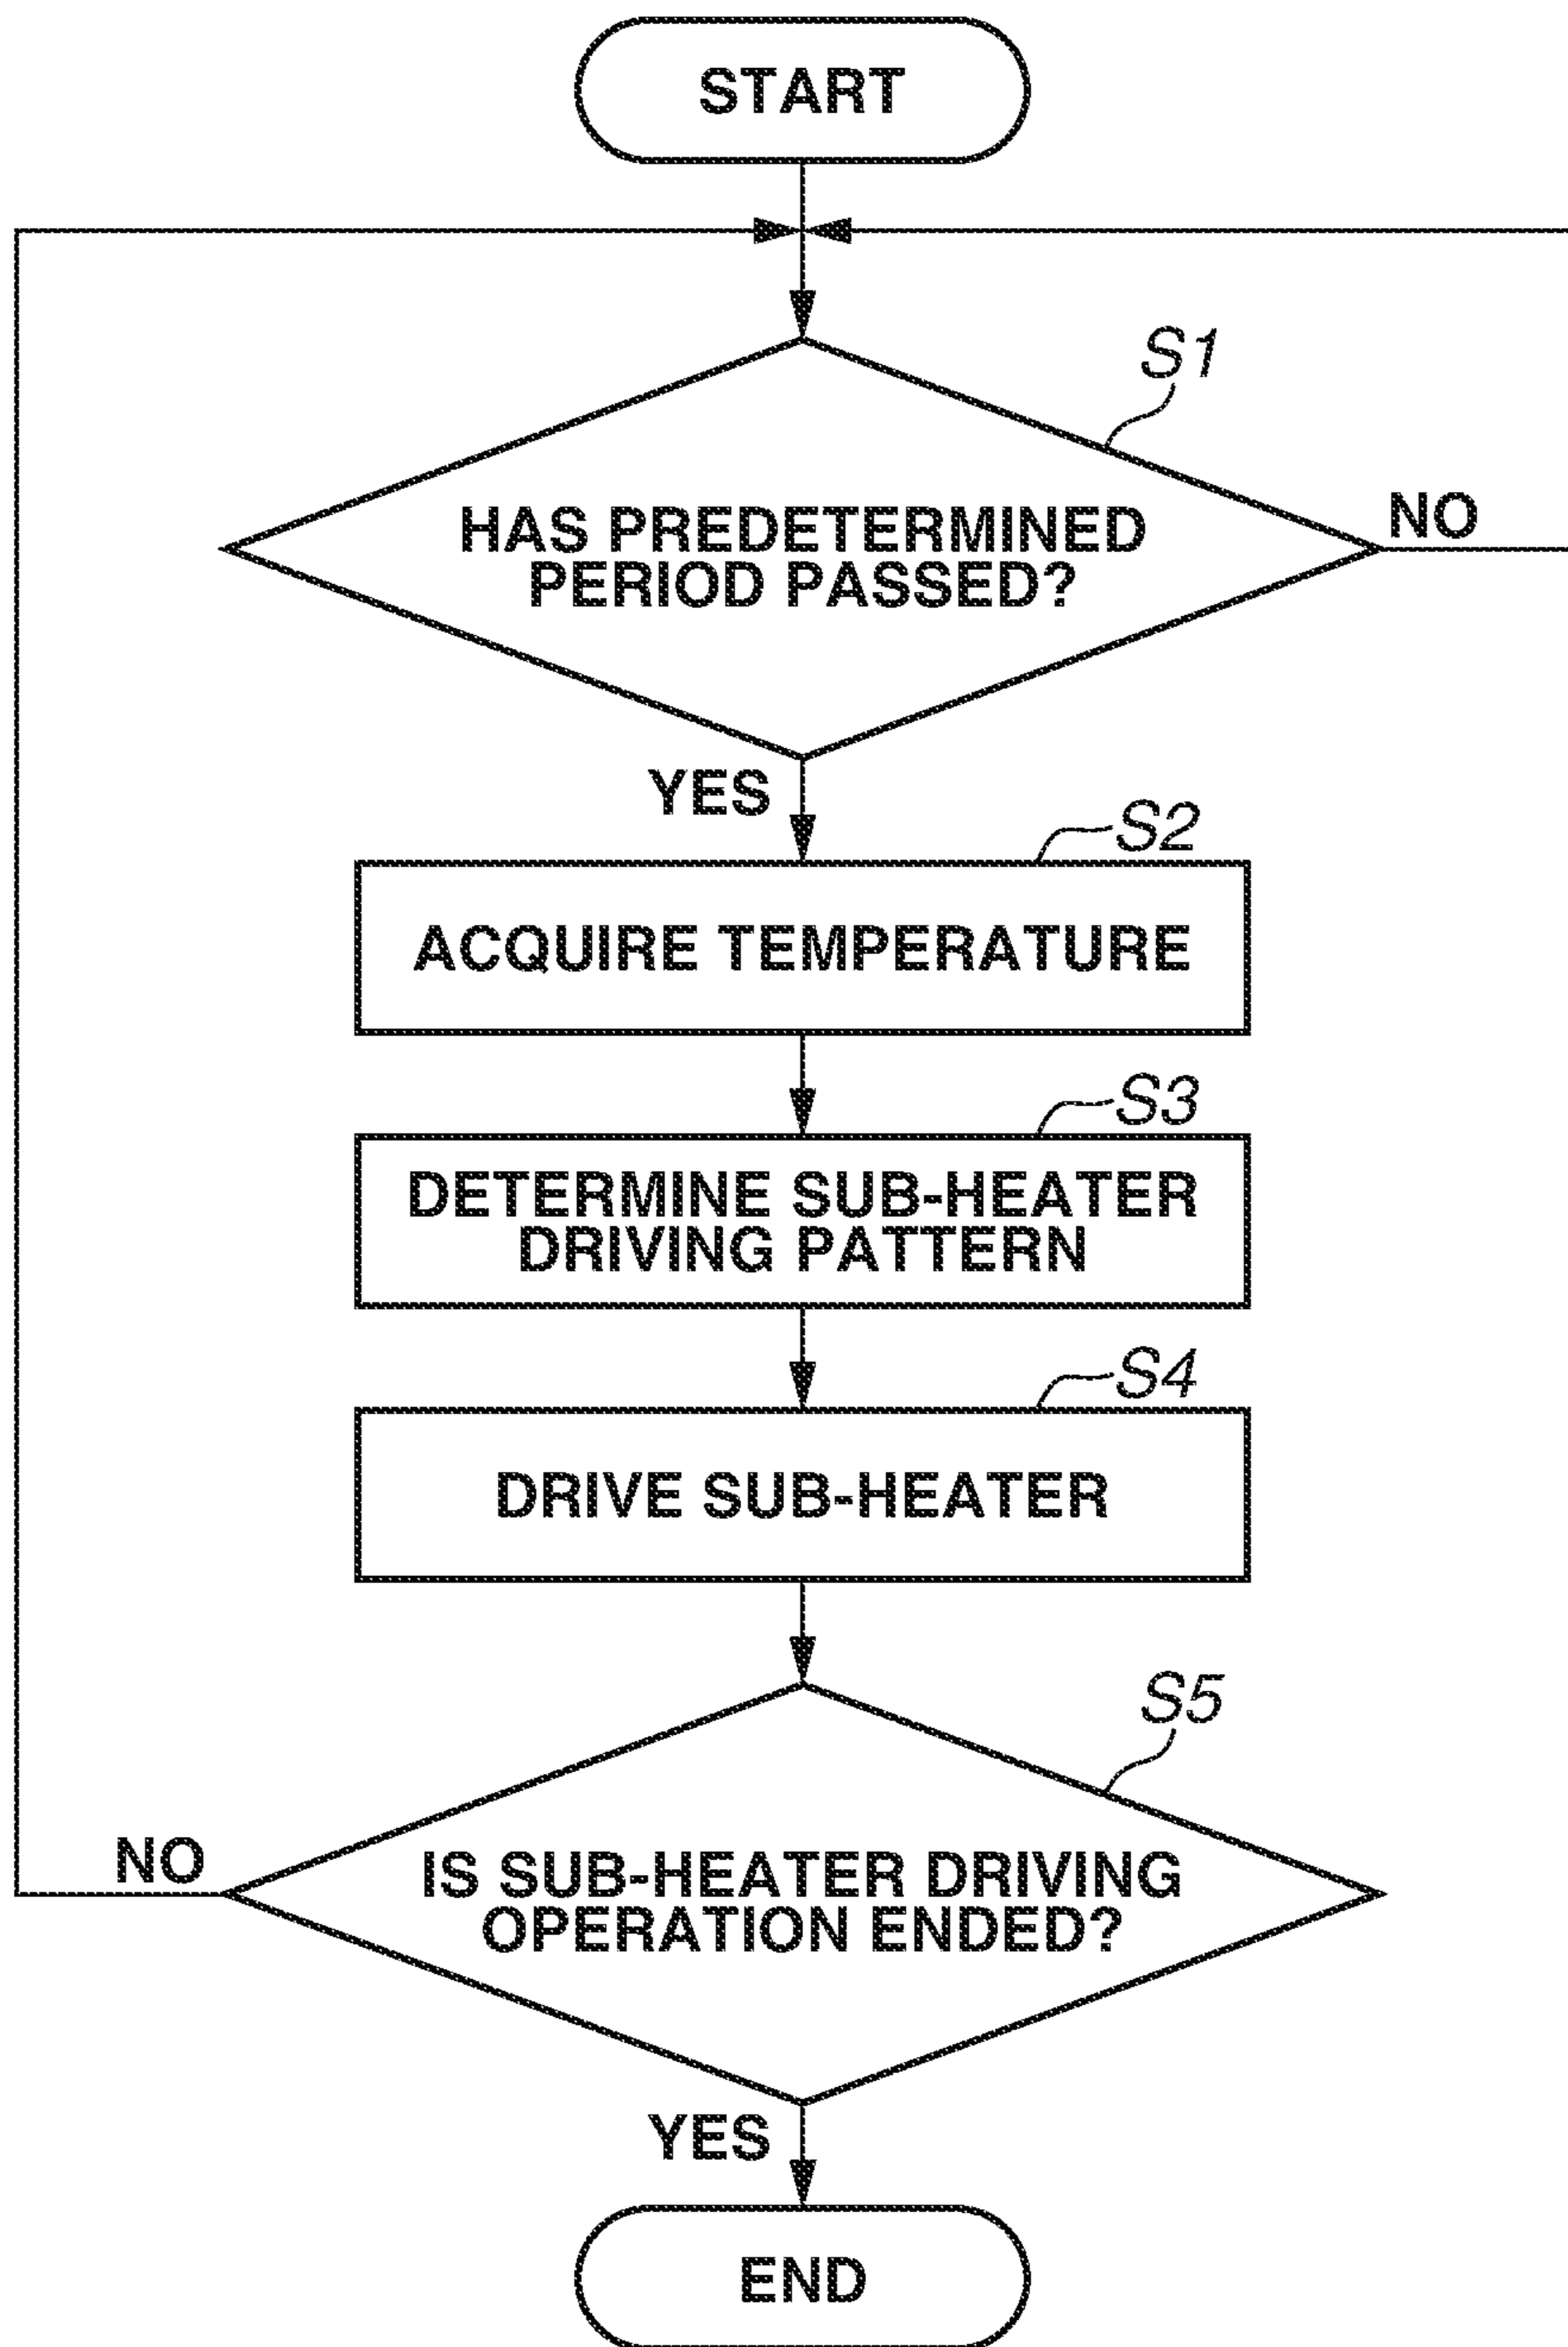 START
S1
HAS PREDETERMINED
PERIOD PASSED?
NO
YES
S2
ACQUIRE TEMPERATURE
S3
DETERMINE SUB-HEATER
DRIVING PATTERN
S4
DRIVE SUB-HEATER
S5
NO
IS SUB-HEATER DRIVING
OPERATION ENDED?
YES
END